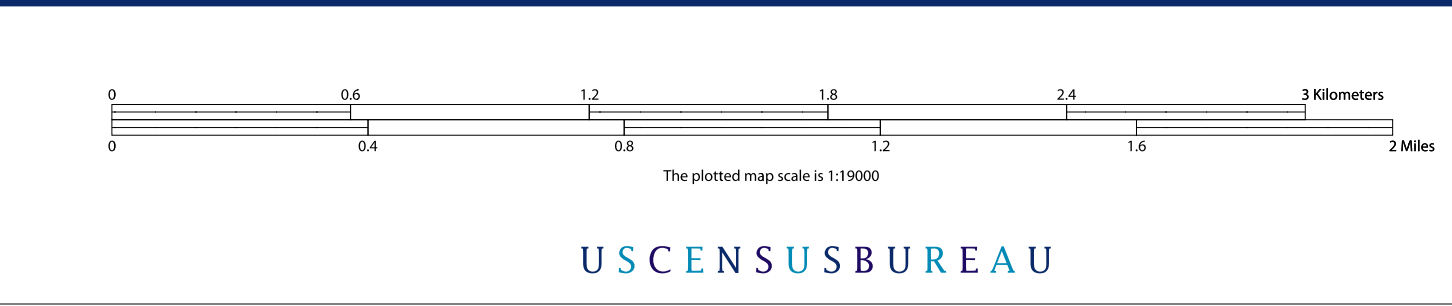 0 0.6 1.2 1.8 2.4 3 Kilometers
0 0.4 0.8 1.2 1.6 2 Miles
The plotted map scale is 1:19000
USCENSUSBUREAU